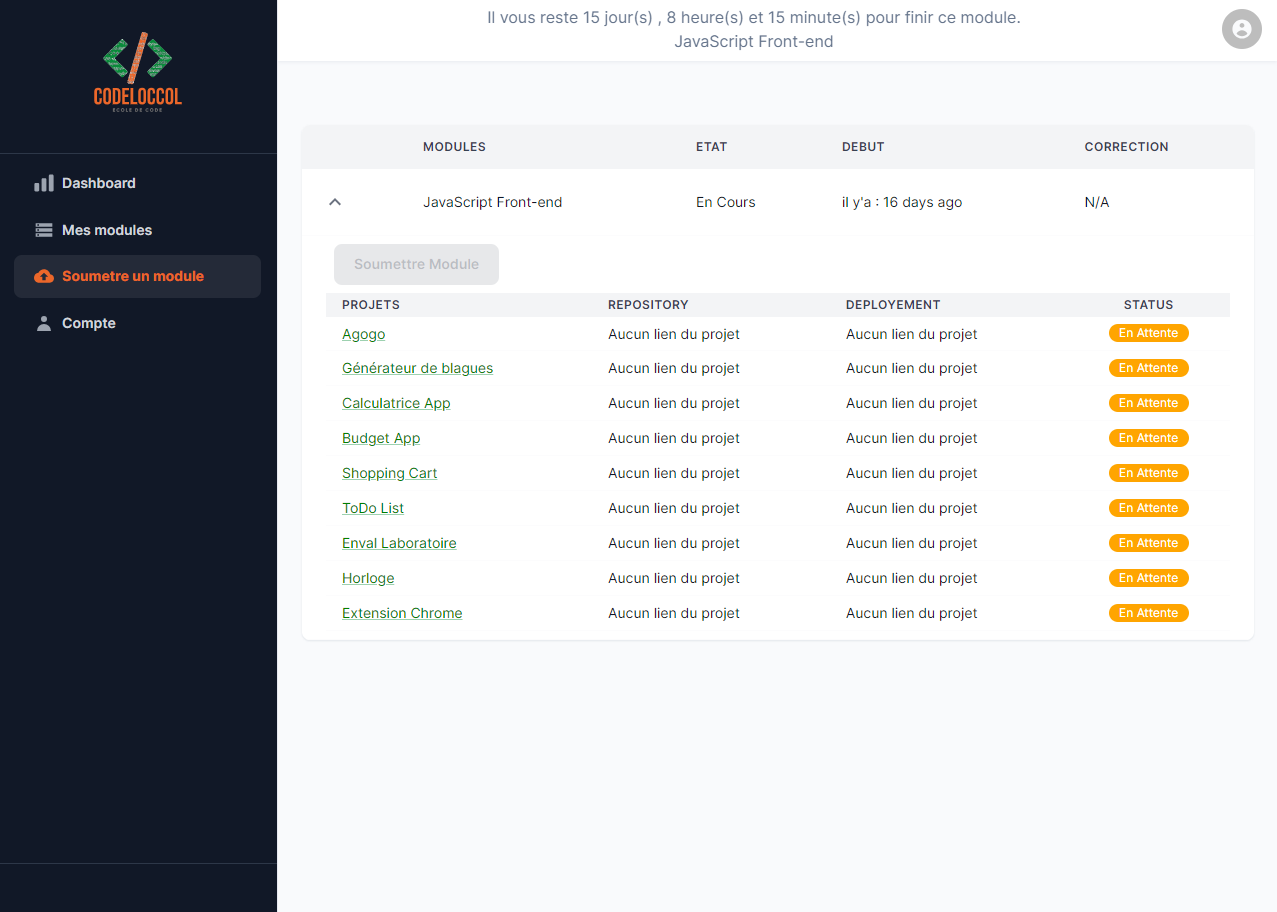 Il vous reste 15 jour(s) , 8 heure(s) et 15 minute(s) pour finir ce module.
JavaScript Front-end
CODELOCCOL
ECOLE DE CODE
Dashboard
Mes modules
Soumetre un module
Compte
MODULES ETAT DEBUT CORRECTION
JavaScript Front-end En Cours il y'a : 16 days ago N/A
Soumettre Module
PROJETS REPOSITORY DEPLOYEMENT STATUS
Agogo Aucun lien du projet Aucun lien du projet En Attente
Générateur de blagues Aucun lien du projet Aucun lien du projet En Attente
Calculatrice App Aucun lien du projet Aucun lien du projet En Attente
Budget App Aucun lien du projet Aucun lien du projet En Attente
Shopping Cart Aucun lien du projet Aucun lien du projet En Attente
ToDo List Aucun lien du projet Aucun lien du projet En Attente
Enval Laboratoire Aucun lien du projet Aucun lien du projet En Attente
Horloge Aucun lien du projet Aucun lien du projet En Attente
Extension Chrome Aucun lien du projet Aucun lien du projet En Attente